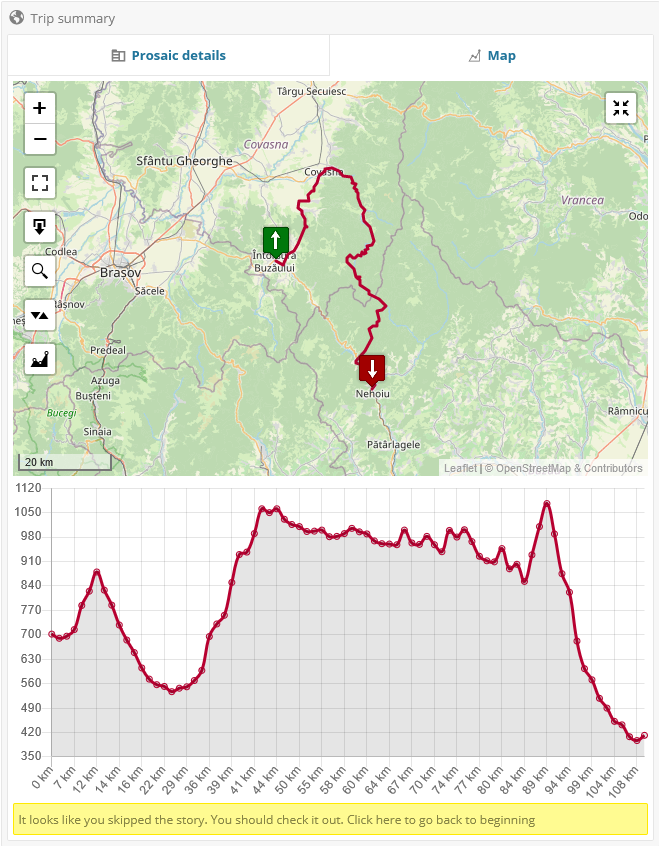 Trip summary
Prosaic details
Map
+
−
Târgu Secuiesc
Sfântu Gheorghe
Covasna
Covasna
Vrancea
Codlea
Brașov
Buzăului
Săcele
Predeal
Azuga
Bușteni
Bucegi
Sinaia
Nehoiu
Râmnicu
Pătârlagele
20 km
Leaflet | © OpenStreetMap & Contributors
1120
1050
980
910
840
770
700
630
560
490
420
350
0 km
7 km
12 km
14 km
16 km
22 km
29 km
36 km
39 km
41 km
44 km
50 km
55 km
58 km
60 km
64 km
67 km
70 km
74 km
77 km
80 km
84 km
87 km
89 km
94 km
99 km
104 km
108 km
It looks like you skipped the story. You should check it out. Click here to go back to beginning